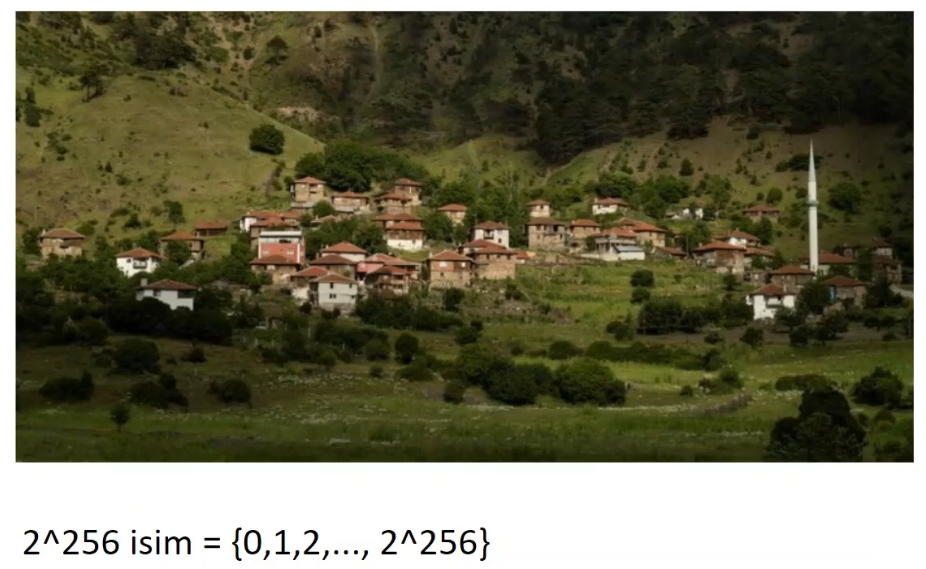 2^256 isim = {0,1,2,..., 2^256}